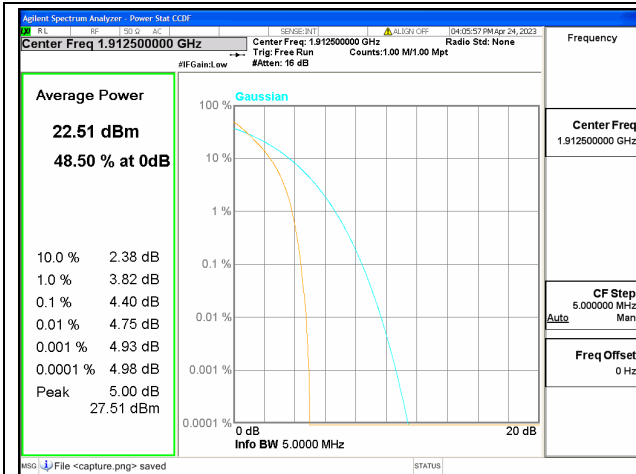 Agilent Spectrum Analyzer - Power Stat CCDF
RL RF 50 Ω AC SENSE:INT ALIGN OFF 04:05:57 PM Apr 24, 2023
Center Freq 1.912500000 GHz
Center Freq: 1.912500000 GHz Radio Std: None
Trig: Free Run Counts:1.00 M/1.00 Mpt
#IFGain:Low #Atten: 16 dB
Frequency
Average Power
22.51 dBm
48.50 % at 0dB
10.0 % 2.38 dB
1.0 % 3.82 dB
0.1 % 4.40 dB
0.01 % 4.75 dB
0.001 % 4.93 dB
0.0001 % 4.98 dB
Peak 5.00 dB
27.51 dBm
Gaussian
100 %
10 %
1 %
0.1 %
0.01 %
0.001 %
0.0001 %
0 dB 20 dB
Info BW 5.0000 MHz
Center Freq
1.912500000 GHz
CF Step
5.000000 MHz
Auto Man
Freq Offset
0 Hz
MSG File <capture.png> saved STATUS